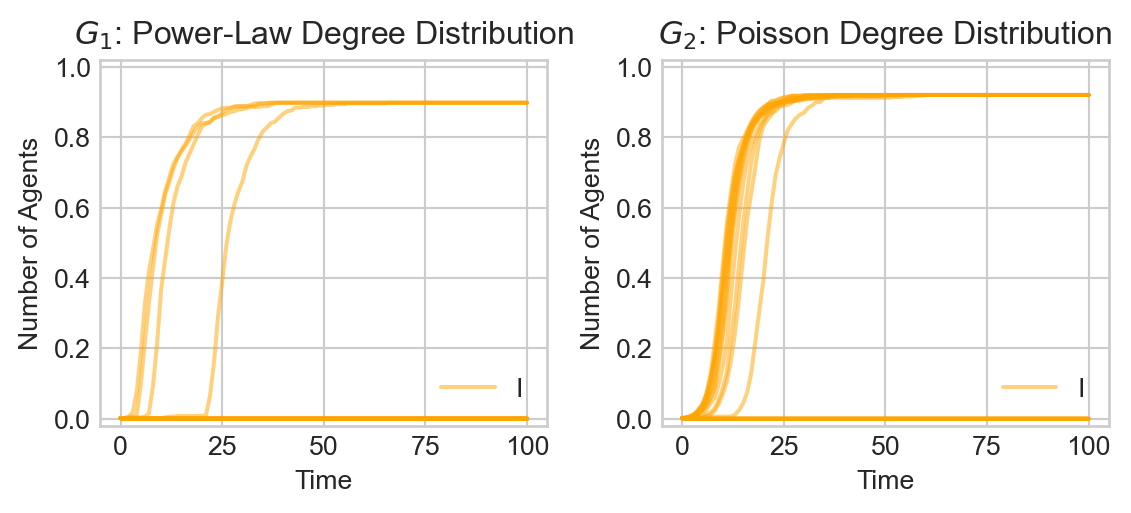 G₁: Power-Law Degree Distribution
Number of Agents
1.0
0.8
0.6
0.4
0.2
0.0
0
25
50
75
100
Time
I
G₂: Poisson Degree Distribution
Number of Agents
1.0
0.8
0.6
0.4
0.2
0.0
0
25
50
75
100
Time
I